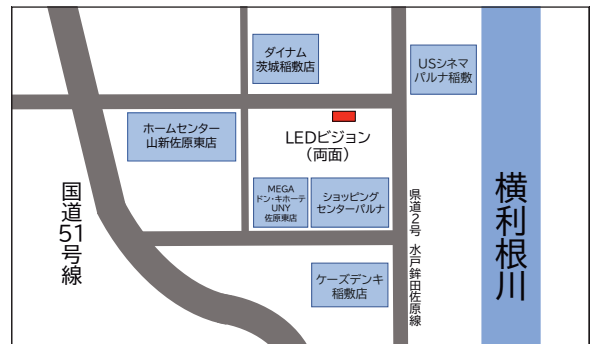 ダイナム
茨城稲敷店
USシネマ
パルナ稲敷
ホームセンター
山新佐原東店
LEDビジョン
(両面)
MEGA
ドン・キホーテ
UNY
佐原東店
ショッピング
センターパルナ
国道51号線
県道2号 水戸鉾田佐原線
横利根川
ケーズデンキ
稲敷店